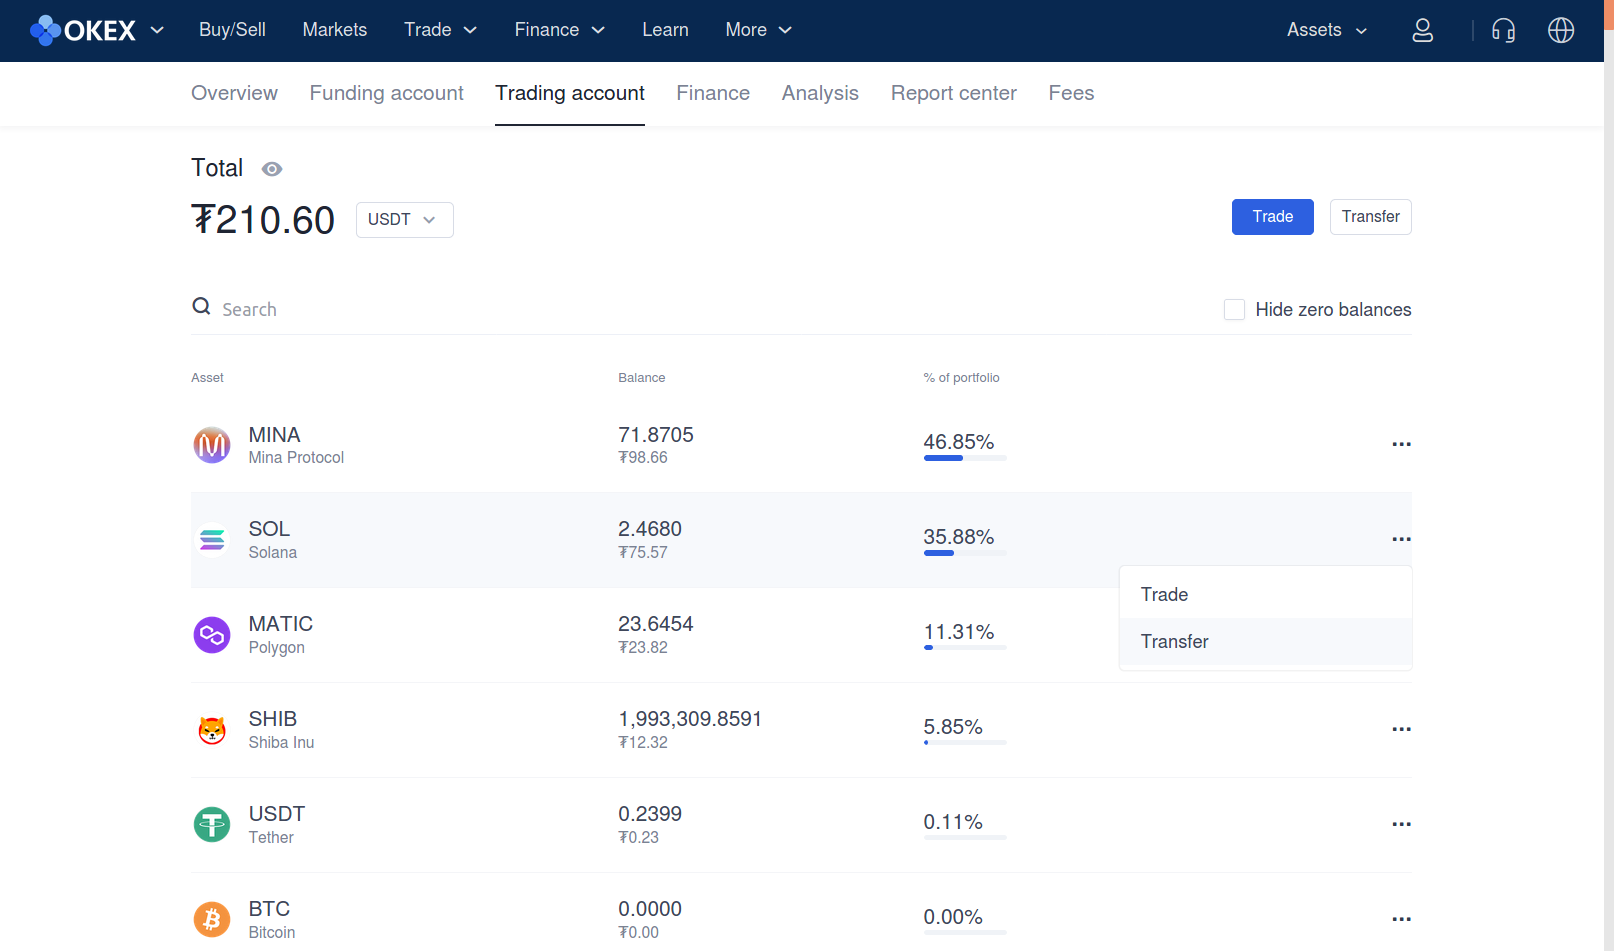 OKEX Buy/Sell Markets Trade Finance Learn More Assets
Overview Funding account Trading account Finance Analysis Report center Fees
Total
₮210.60 USDT Trade Transfer
Search Hide zero balances
Asset Balance % of portfolio
MINA 71.8705 46.85% ...
Mina Protocol ₮98.66
SOL 2.4680 35.88% ...
Solana ₮75.57
Trade
Transfer
MATIC 23.6454 11.31%
Polygon ₮23.82
SHIB 1,993,309.8591 5.85% ...
Shiba Inu ₮12.32
USDT 0.2399 0.11% ...
Tether ₮0.23
BTC 0.0000 0.00% ...
Bitcoin ₮0.00